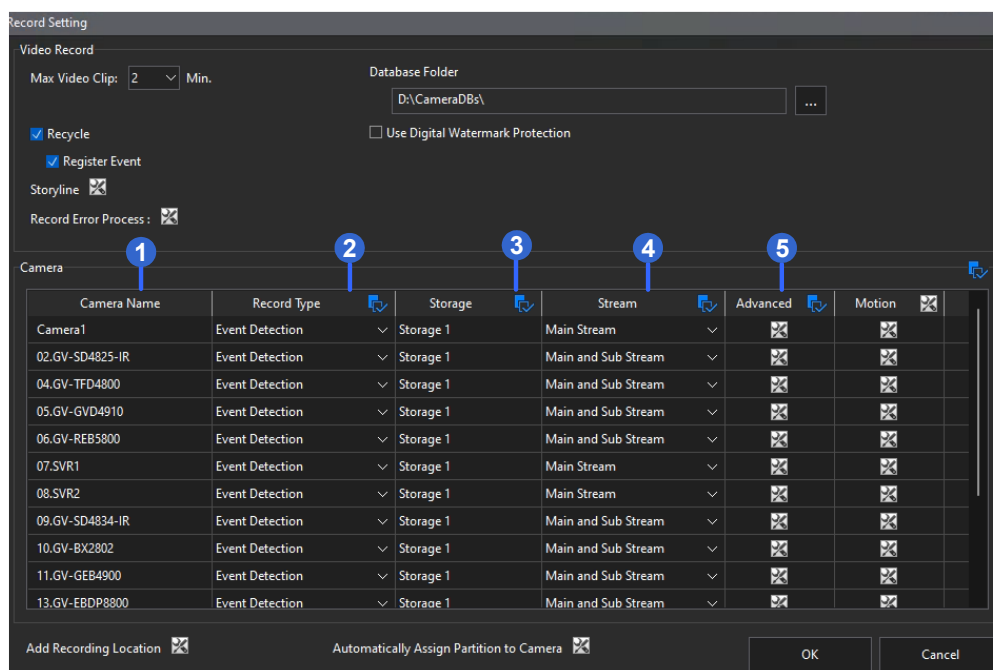 Record Setting
Video Record
Max Video Clip: 2 Min.
Database Folder
D:\CameraDBs\
...
Recycle
Use Digital Watermark Protection
Register Event
Storyline
Record Error Process :
1 2 3 4 5
Camera
Camera Name Record Type Storage Stream Advanced Motion
Camera1 Event Detection Storage 1 Main Stream
02.GV-SD4825-IR Event Detection Storage 1 Main and Sub Stream
04.GV-TFD4800 Event Detection Storage 1 Main and Sub Stream
05.GV-GVD4910 Event Detection Storage 1 Main and Sub Stream
06.GV-REB5800 Event Detection Storage 1 Main and Sub Stream
07.SVR1 Event Detection Storage 1 Main Stream
08.SVR2 Event Detection Storage 1 Main Stream
09.GV-SD4834-IR Event Detection Storage 1 Main and Sub Stream
10.GV-BX2802 Event Detection Storage 1 Main and Sub Stream
11.GV-GEB4900 Event Detection Storage 1 Main and Sub Stream
13.GV-EBDP8800 Event Detection Storage 1 Main and Sub Stream
Add Recording Location Automatically Assign Partition to Camera OK Cancel